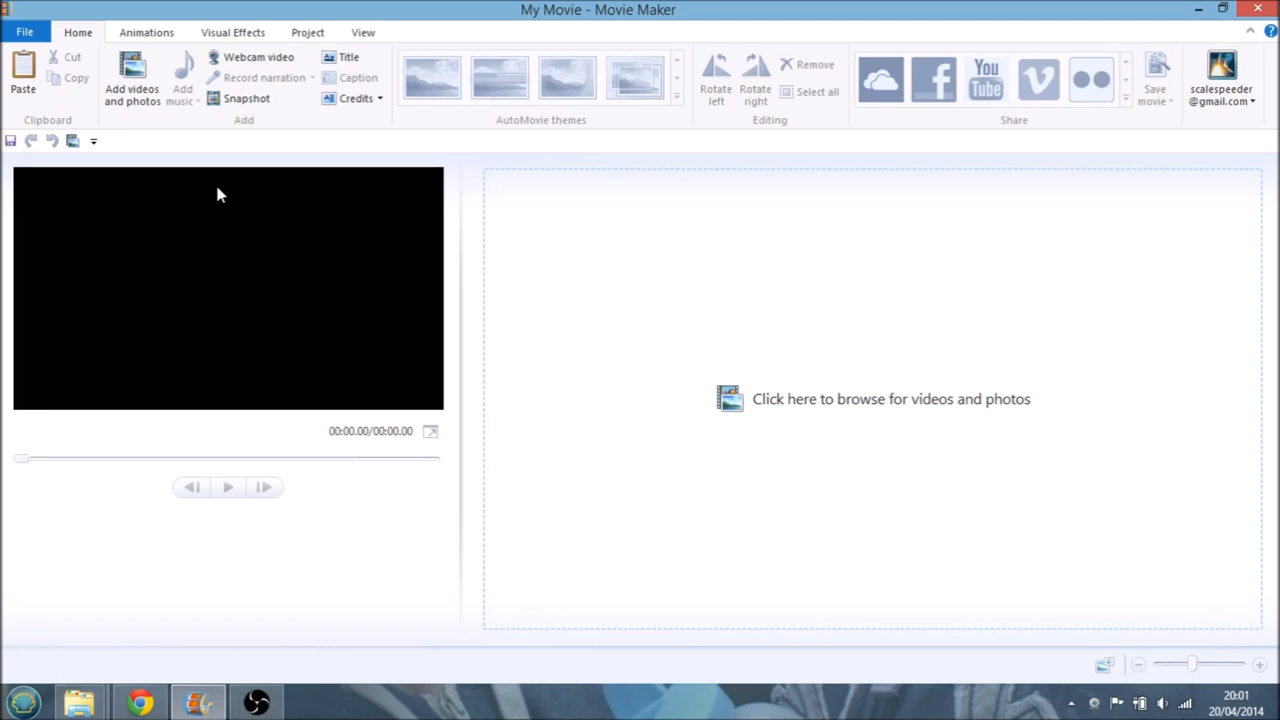 My Movie - Movie Maker
File Home Animations Visual Effects Project View
Paste
Cut
Copy
Clipboard
Add videos and photos
Add music
Webcam video
Record narration
Snapshot
Title
Caption
Credits
Add
AutoMovie themes
Rotate left
Rotate right
Remove
Select all
Editing
You Tube
Share
Save movie
scalespeeder
@gmail.com
00:00.00/00:00.00
Click here to browse for videos and photos
20:01
20/04/2014